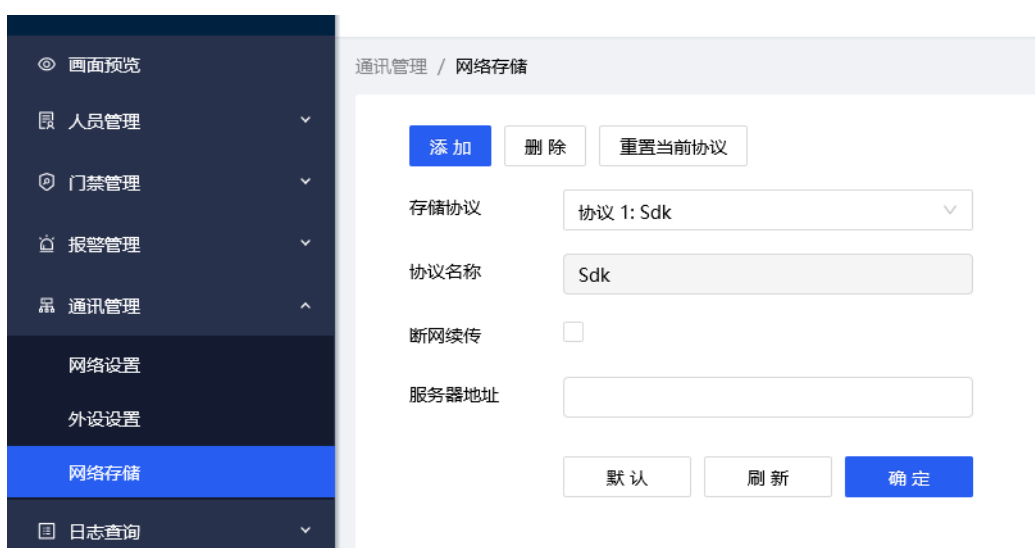 画面预览
人员管理
门禁管理
报警管理
通讯管理
网络设置
外设设置
网络存储
日志查询
通讯管理 / 网络存储
添 加 删 除 重置当前协议
存储协议 协议 1: Sdk
协议名称 Sdk
断网续传
服务器地址
默 认 刷 新 确 定